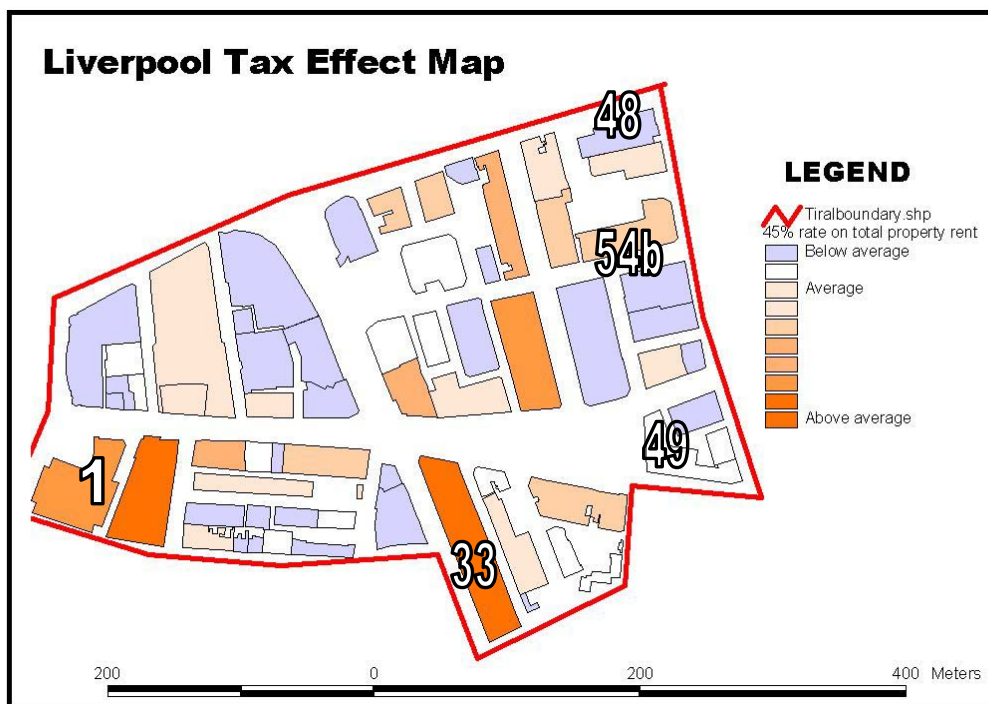 Liverpool Tax Effect Map
48
LEGEND
Tiralboundary.shp
45% rate on total property rent
Below average
54b
Average
Above average
49
1
33
200 0 200 400 Meters